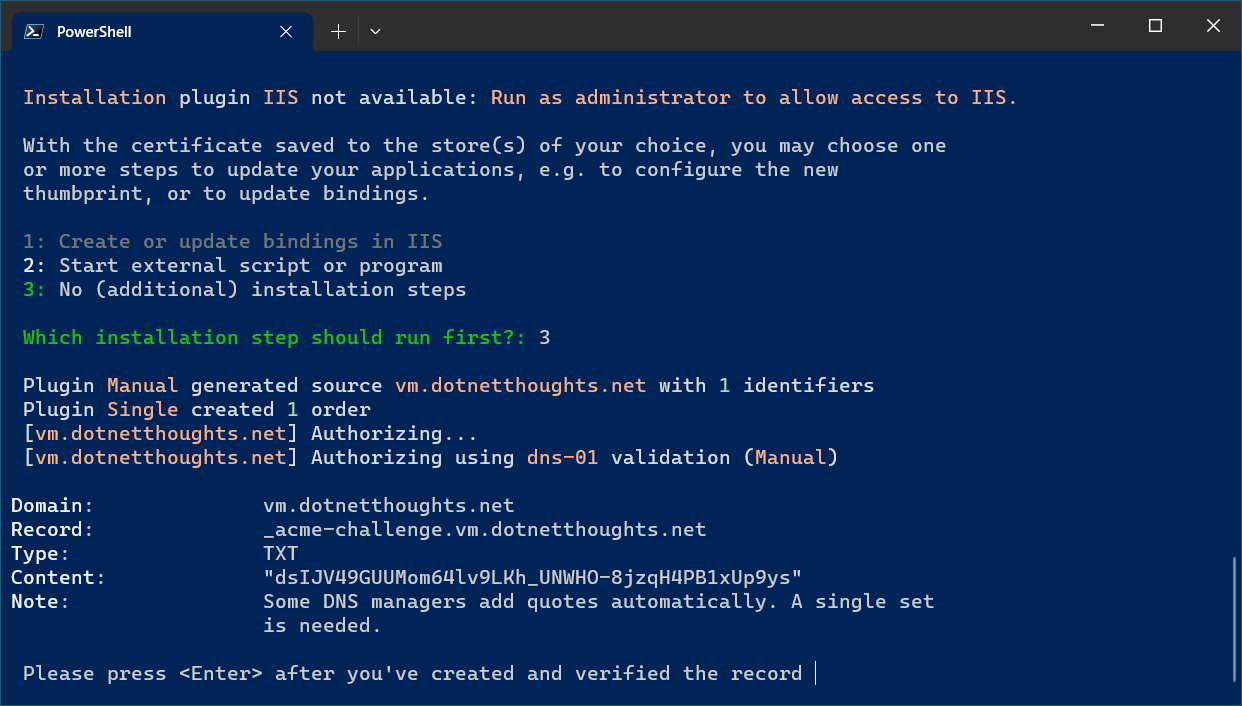 PowerShell
Installation plugin IIS not available: Run as administrator to allow access to IIS.
With the certificate saved to the store(s) of your choice, you may choose one
or more steps to update your applications, e.g. to configure the new
thumbprint, or to update bindings.
1: Create or update bindings in IIS
2: Start external script or program
3: No (additional) installation steps
Which installation step should run first?: 3
Plugin Manual generated source vm.dotnetthoughts.net with 1 identifiers
Plugin Single created 1 order
[vm.dotnetthoughts.net] Authorizing...
[vm.dotnetthoughts.net] Authorizing using dns-01 validation (Manual)
Domain: vm.dotnetthoughts.net
Record: _acme-challenge.vm.dotnetthoughts.net
Type: TXT
Content: "dsIJV49GUUMom64lv9LKh_UNWHO-8jzqH4PB1xUp9ys"
Note: Some DNS managers add quotes automatically. A single set
is needed.
Please press <Enter> after you've created and verified the record